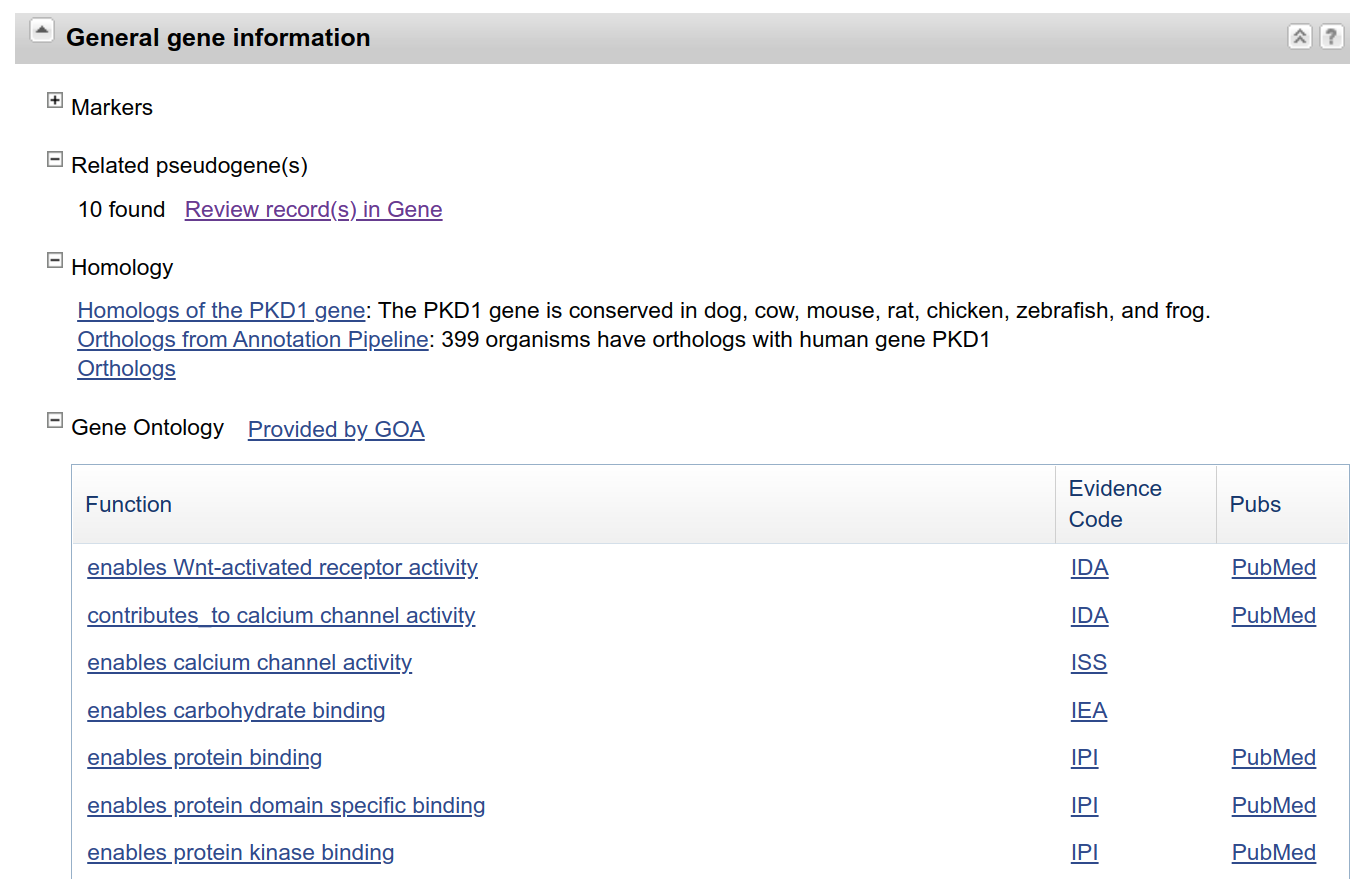 General gene information
?
Markers
Related pseudogene(s)
10 found Review record(s) in Gene
Homology
Homologs of the PKD1 gene: The PKD1 gene is conserved in dog, cow, mouse, rat, chicken, zebrafish, and frog.
Orthologs from Annotation Pipeline: 399 organisms have orthologs with human gene PKD1
Orthologs
Gene Ontology Provided by GOA
Function Evidence Code Pubs
enables Wnt-activated receptor activity IDA PubMed
contributes_to calcium channel activity IDA PubMed
enables calcium channel activity ISS
enables carbohydrate binding IEA
enables protein binding IPI PubMed
enables protein domain specific binding IPI PubMed
enables protein kinase binding IPI PubMed